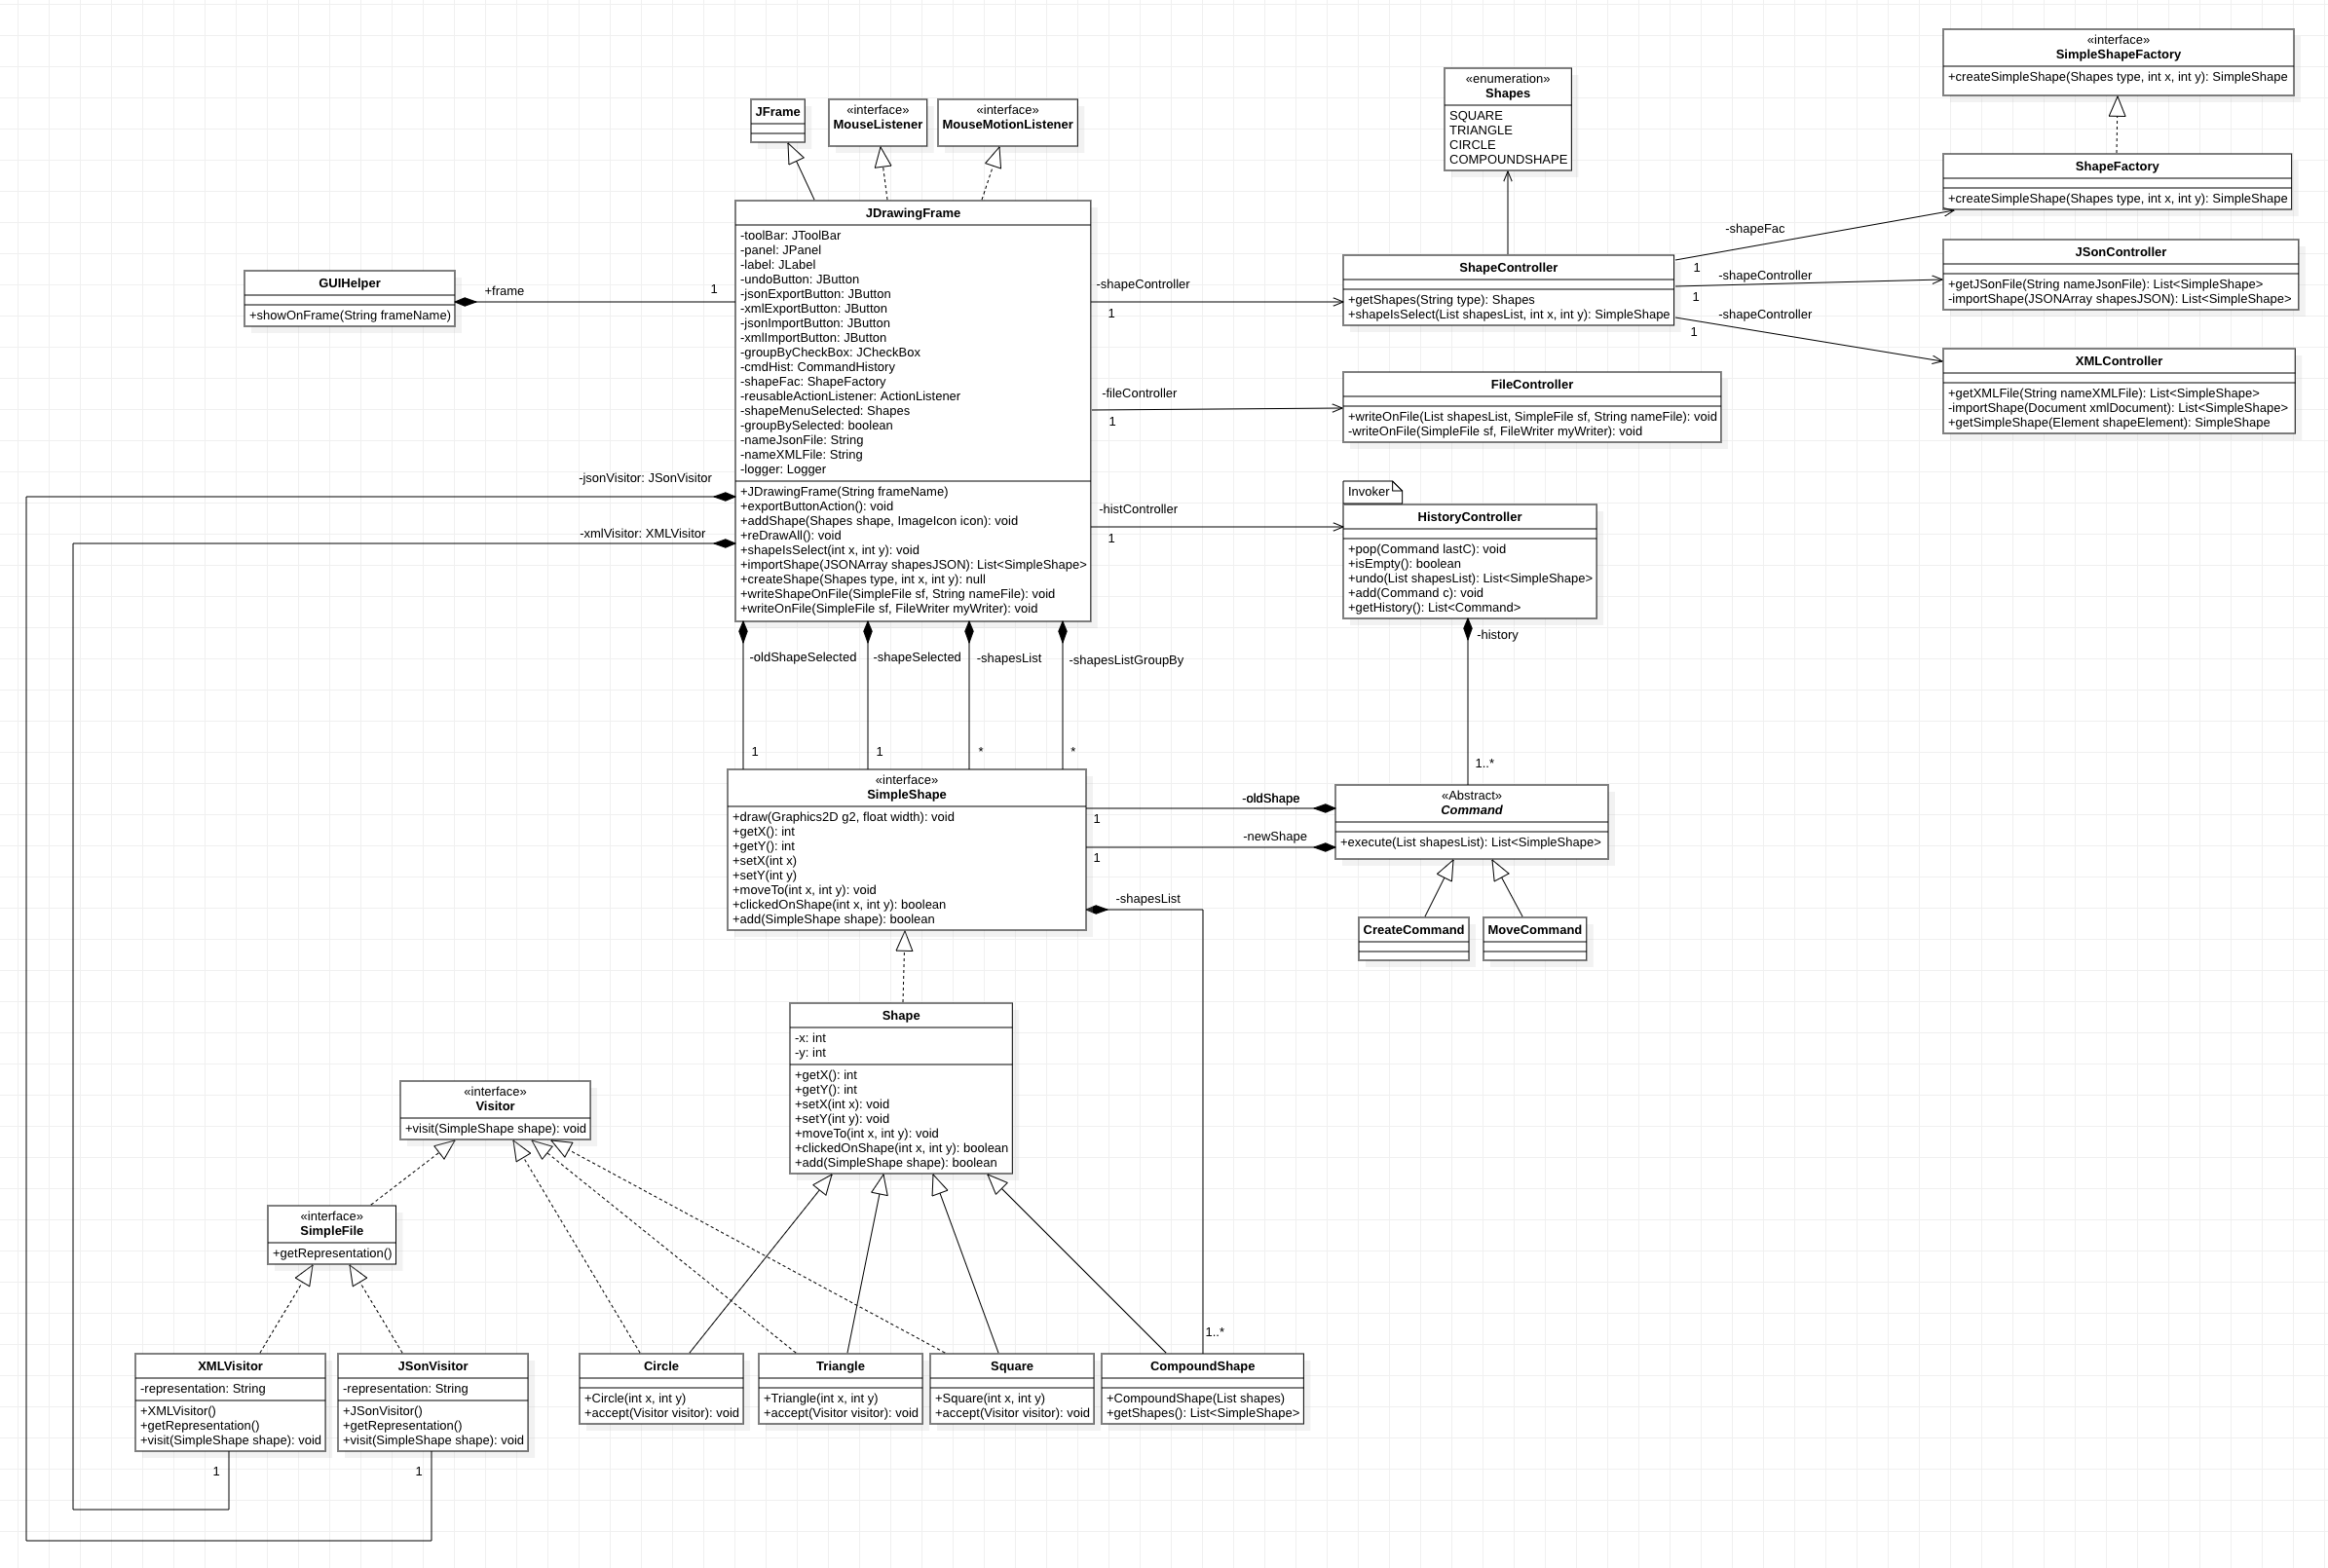 «interface»
SimpleShapeFactory
+createSimpleShape(Shapes type, int x, int y): SimpleShape
«enumeration»
Shapes
SQUARE
TRIANGLE
CIRCLE
COMPOUNDSHAPE
JFrame
«interface»
MouseListener
«interface»
MouseMotionListener
ShapeFactory
+createSimpleShape(Shapes type, int x, int y): SimpleShape
JDrawingFrame
-toolBar: JToolBar
-panel: JPanel
-label: JLabel
-undoButton: JButton
-jsonExportButton: JButton
-xmlExportButton: JButton
-jsonImportButton: JButton
-xmlImportButton: JButton
-groupByCheckBox: JCheckBox
-cmdHist: CommandHistory
-shapeFac: ShapeFactory
-reusableActionListener: ActionListener
-shapeMenuSelected: Shapes
-groupBySelected: boolean
-nameJsonFile: String
-nameXMLFile: String
-logger: Logger
+JDrawingFrame(String frameName)
+exportButtonAction(): void
+addShape(Shapes shape, ImageIcon icon): void
+reDrawAll(): void
+shapeIsSelect(int x, int y): void
+importShape(JSONArray shapesJSON): List<SimpleShape>
+createShape(Shapes type, int x, int y): null
+writeShapeOnFile(SimpleFile sf, String nameFile): void
+writeOnFile(SimpleFile sf, FileWriter myWriter): void
GUIHelper
+showOnFrame(String frameName)
+frame
1
-shapeController
1
ShapeController
+getShapes(String type): Shapes
+shapeIsSelect(List shapesList, int x, int y): SimpleShape
-shapeFac
1
-shapeController
1
-shapeController
1
JSonController
+getJSonFile(String nameJsonFile): List<SimpleShape>
-importShape(JSONArray shapesJSON): List<SimpleShape>
XMLController
+getXMLFile(String nameXMLFile): List<SimpleShape>
-importShape(Document xmlDocument): List<SimpleShape>
+getSimpleShape(Element shapeElement): SimpleShape
-fileController
1
FileController
+writeOnFile(List shapesList, SimpleFile sf, String nameFile): void
-writeOnFile(SimpleFile sf, FileWriter myWriter): void
-jsonVisitor: JSonVisitor
-xmlVisitor: XMLVisitor
-histController
1
Invoker
HistoryController
+pop(Command lastC): void
+isEmpty(): boolean
+undo(List shapesList): List<SimpleShape>
+add(Command c): void
+getHistory(): List<Command>
-history
1..*
-oldShapeSelected
-shapeSelected
-shapesList
-shapesListGroupBy
1
1
*
*
«interface»
SimpleShape
+draw(Graphics2D g2, float width): void
+getX(): int
+getY(): int
+setX(int x)
+setY(int y)
+moveTo(int x, int y): void
+clickedOnShape(int x, int y): boolean
+add(SimpleShape shape): boolean
-oldShape
1
-newShape
1
-shapesList
«Abstract»
Command
+execute(List shapesList): List<SimpleShape>
CreateCommand
MoveCommand
Shape
-x: int
-y: int
+getX(): int
+getY(): int
+setX(int x): void
+setY(int y): void
+moveTo(int x, int y): void
+clickedOnShape(int x, int y): boolean
+add(SimpleShape shape): boolean
«interface»
Visitor
+visit(SimpleShape shape): void
«interface»
SimpleFile
+getRepresentation()
1..*
XMLVisitor
-representation: String
+XMLVisitor()
+getRepresentation()
+visit(SimpleShape shape): void
JSonVisitor
-representation: String
+JSonVisitor()
+getRepresentation()
+visit(SimpleShape shape): void
Circle
+Circle(int x, int y)
+accept(Visitor visitor): void
Triangle
+Triangle(int x, int y)
+accept(Visitor visitor): void
Square
+Square(int x, int y)
+accept(Visitor visitor): void
CompoundShape
+CompoundShape(List shapes)
+getShapes(): List<SimpleShape>
1
1